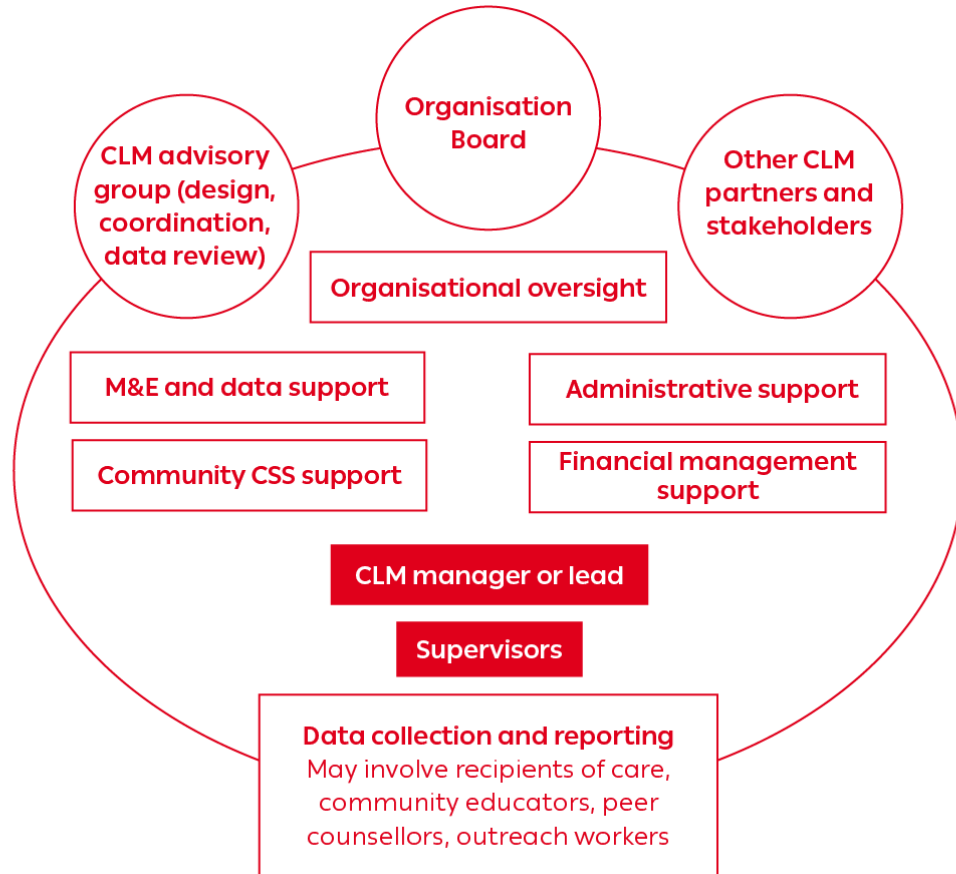 Organisation
Board
CLM advisory
group (design,
coordination,
data review)
Other CLM
partners and
stakeholders
Organisational oversight
M&E and data support
Administrative support
Community CSS support
Financial management
support
CLM manager or lead
Supervisors
Data collection and reporting
May involve recipients of care,
community educators, peer
counsellors, outreach workers